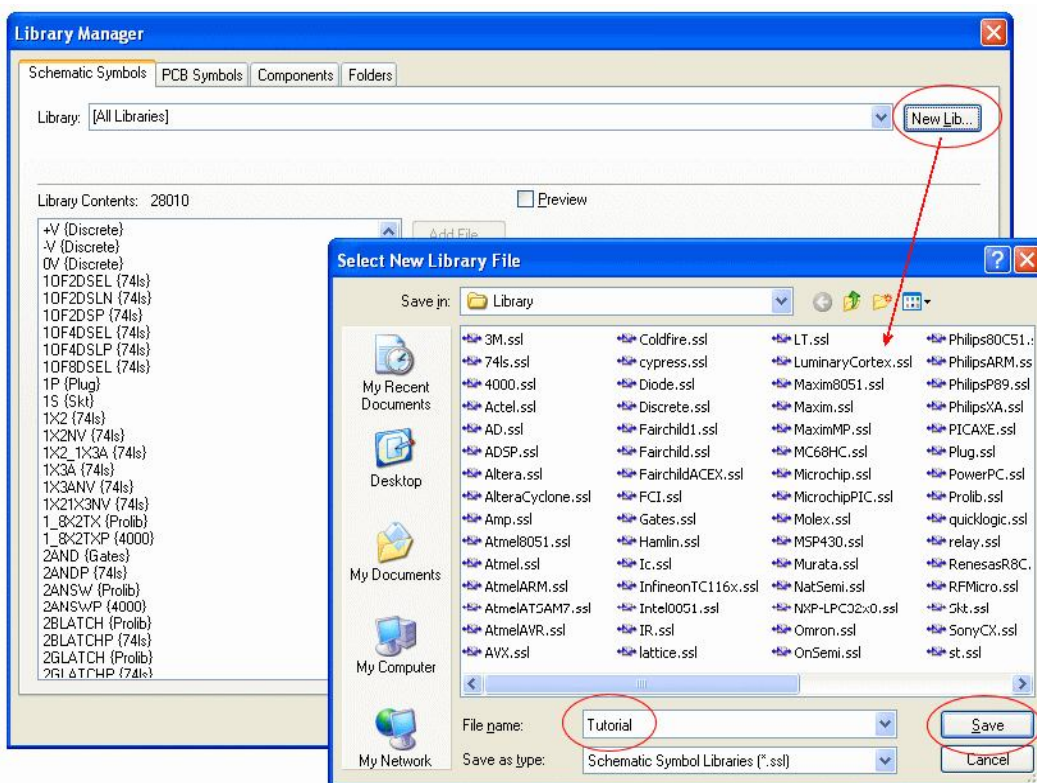 Library Manager
Schematic Symbols PCB Symbols Components Folders
Library: [All Libraries] New Lib...
Library Contents: 28010 Preview
+V {Discrete}
-V {Discrete}
0V {Discrete}
1OF2DSEL {74ls}
1OF2DSLN {74ls}
1OF2DSP {74ls}
1OF4DSEL {74ls}
1OF4DSLP {74ls}
1OF8DSEL {74ls}
1P {Plug}
1S {Skt}
1X2 {74ls}
1X2NV {74ls}
1X2_1X3A {74ls}
1X3A {74ls}
1X3ANV {74ls}
1X21X3NV {74ls}
1_8X2TX {Prolib}
1_8X2TXP {4000}
2AND {Gates}
2ANDP {74ls}
2ANSW {Prolib}
2ANSWP {4000}
2BLATCH {Prolib}
2BLATCHP {74ls}
2GLATCH {Prolib}
2GLATCHP {74ls}
Add File...
Select New Library File
Save in: Library
My Recent Documents
Desktop
My Documents
My Computer
My Network
3M.ssl
74ls.ssl
4000.ssl
Actel.ssl
AD.ssl
ADSP.ssl
Altera.ssl
AlteraCyclone.ssl
Amp.ssl
Atmel8051.ssl
Atmel.ssl
AtmelARM.ssl
AtmelATSAM7.ssl
AtmelAVR.ssl
AVX.ssl
Coldfire.ssl
cypress.ssl
Diode.ssl
Discrete.ssl
Fairchild1.ssl
Fairchild.ssl
FairchildACEX.ssl
FCI.ssl
Gates.ssl
Hamlin.ssl
Ic.ssl
InfineonTC116x.ssl
Intel8051.ssl
IR.ssl
lattice.ssl
LT.ssl
LuminaryCortex.ssl
Maxim8051.ssl
Maxim.ssl
MaximMP.ssl
MC68HC.ssl
Microchip.ssl
MicrochipPIC.ssl
Molex.ssl
MSP430.ssl
Murata.ssl
NatSemi.ssl
NXP-LPC32x0.ssl
Omron.ssl
OnSemi.ssl
Philips80C51.
PhilipsARM.ss
PhilipsP89.ssl
PhilipsXA.ssl
PICAXE.ssl
Plug.ssl
PowerPC.ssl
Prolib.ssl
quicklogic.ssl
relay.ssl
RenesasR8C.
RFMicro.ssl
Skt.ssl
SonyCX.ssl
st.ssl
File name: Tutorial Save
Save as type: Schematic Symbol Libraries (*.ssl) Cancel